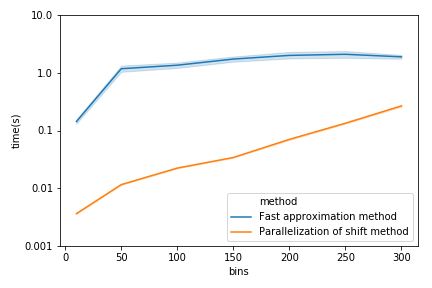 10.0
1.0
0.1
0.01
0.001
time(s)
0
50
100
150
200
250
300
bins
method
Fast approximation method
Parallelization of shift method